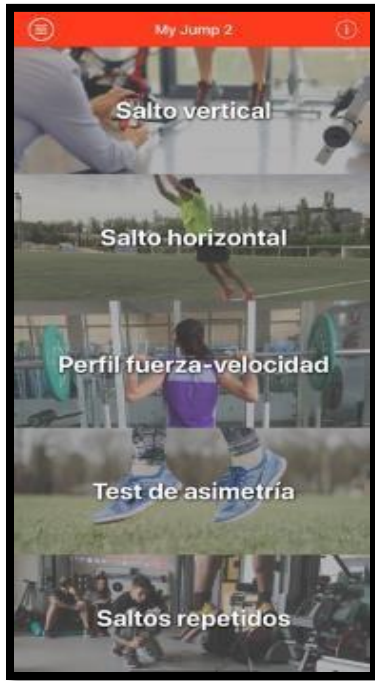 My Jump 2
Salto vertical
Salto horizontal
Perfil fuerza-velocidad
Test de asimetría
Saltos repetidos